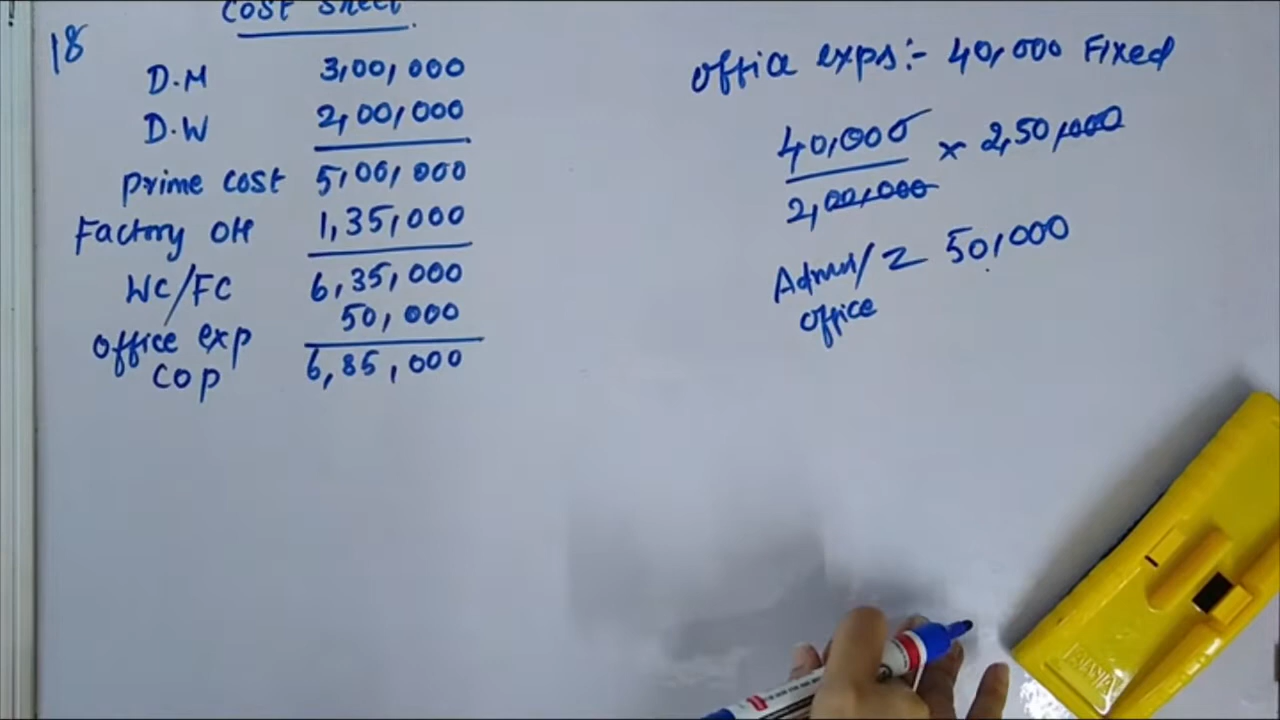 Cost Sheet
18
D.M 3,00,000
D.W 2,00,000
Prime cost 5,00,000
Factory OH 1,35,000
WC/FC 6,35,000
office exp 50,000
COP 6,85,000
office exps:- 40,000 Fixed
40,000 × 2,50,000
2,00,000
= 50,000
office